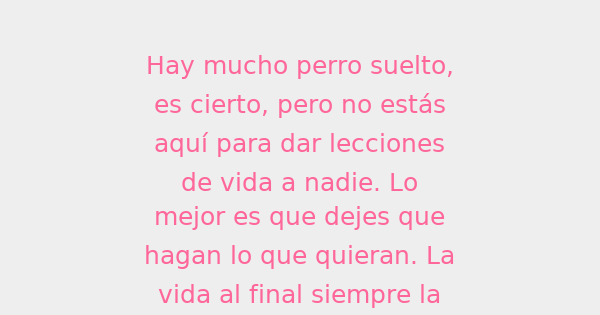 Hay mucho perro suelto,
es cierto, pero no estás
aquí para dar lecciones
de vida a nadie. Lo
mejor es que dejes que
hagan lo que quieran. La
vida al final siempre la